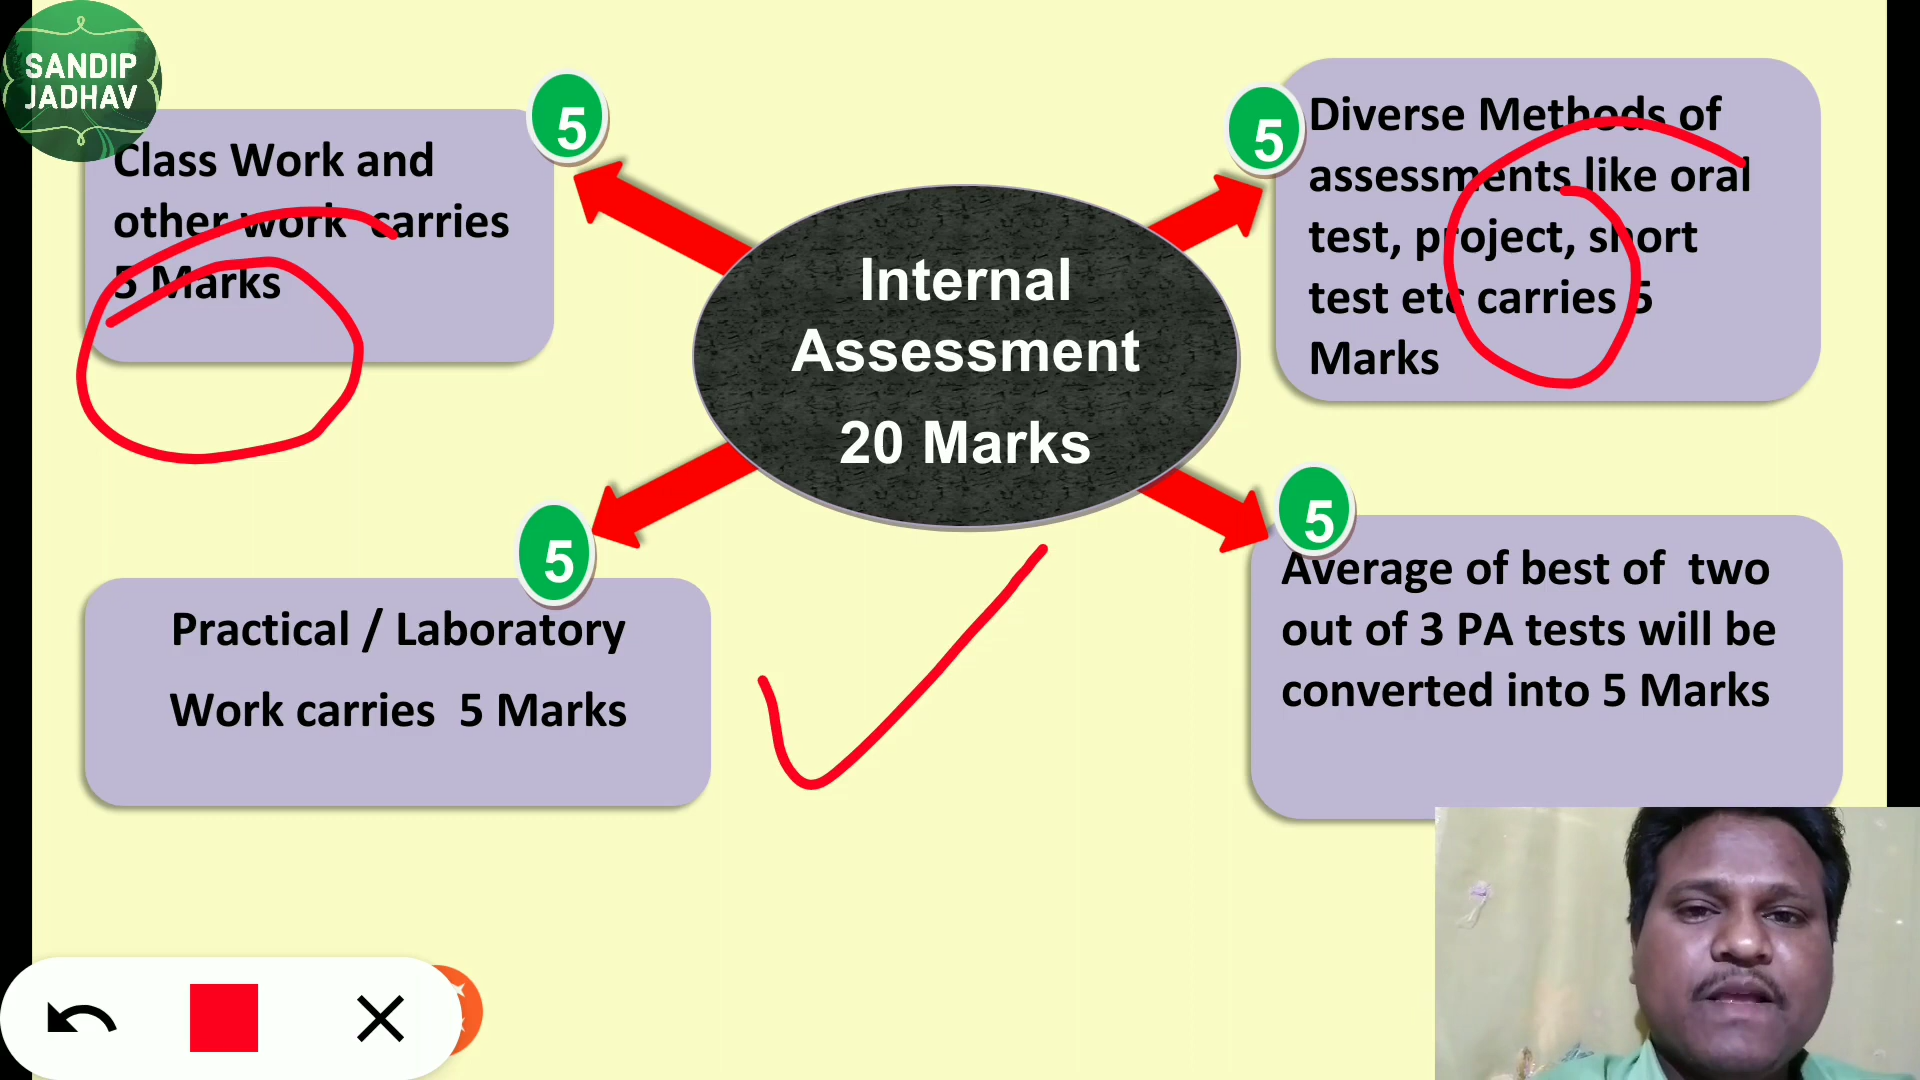 SANDIP
JADHAV
Class Work and
other work carries
5 Marks
5
Internal
Assessment
20 Marks
5
Diverse Methods of
assessments like oral
test, project, short
test etc carries 5
Marks
5
Practical / Laboratory
Work carries 5 Marks
5
Average of best of two
out of 3 PA tests will be
converted into 5 Marks